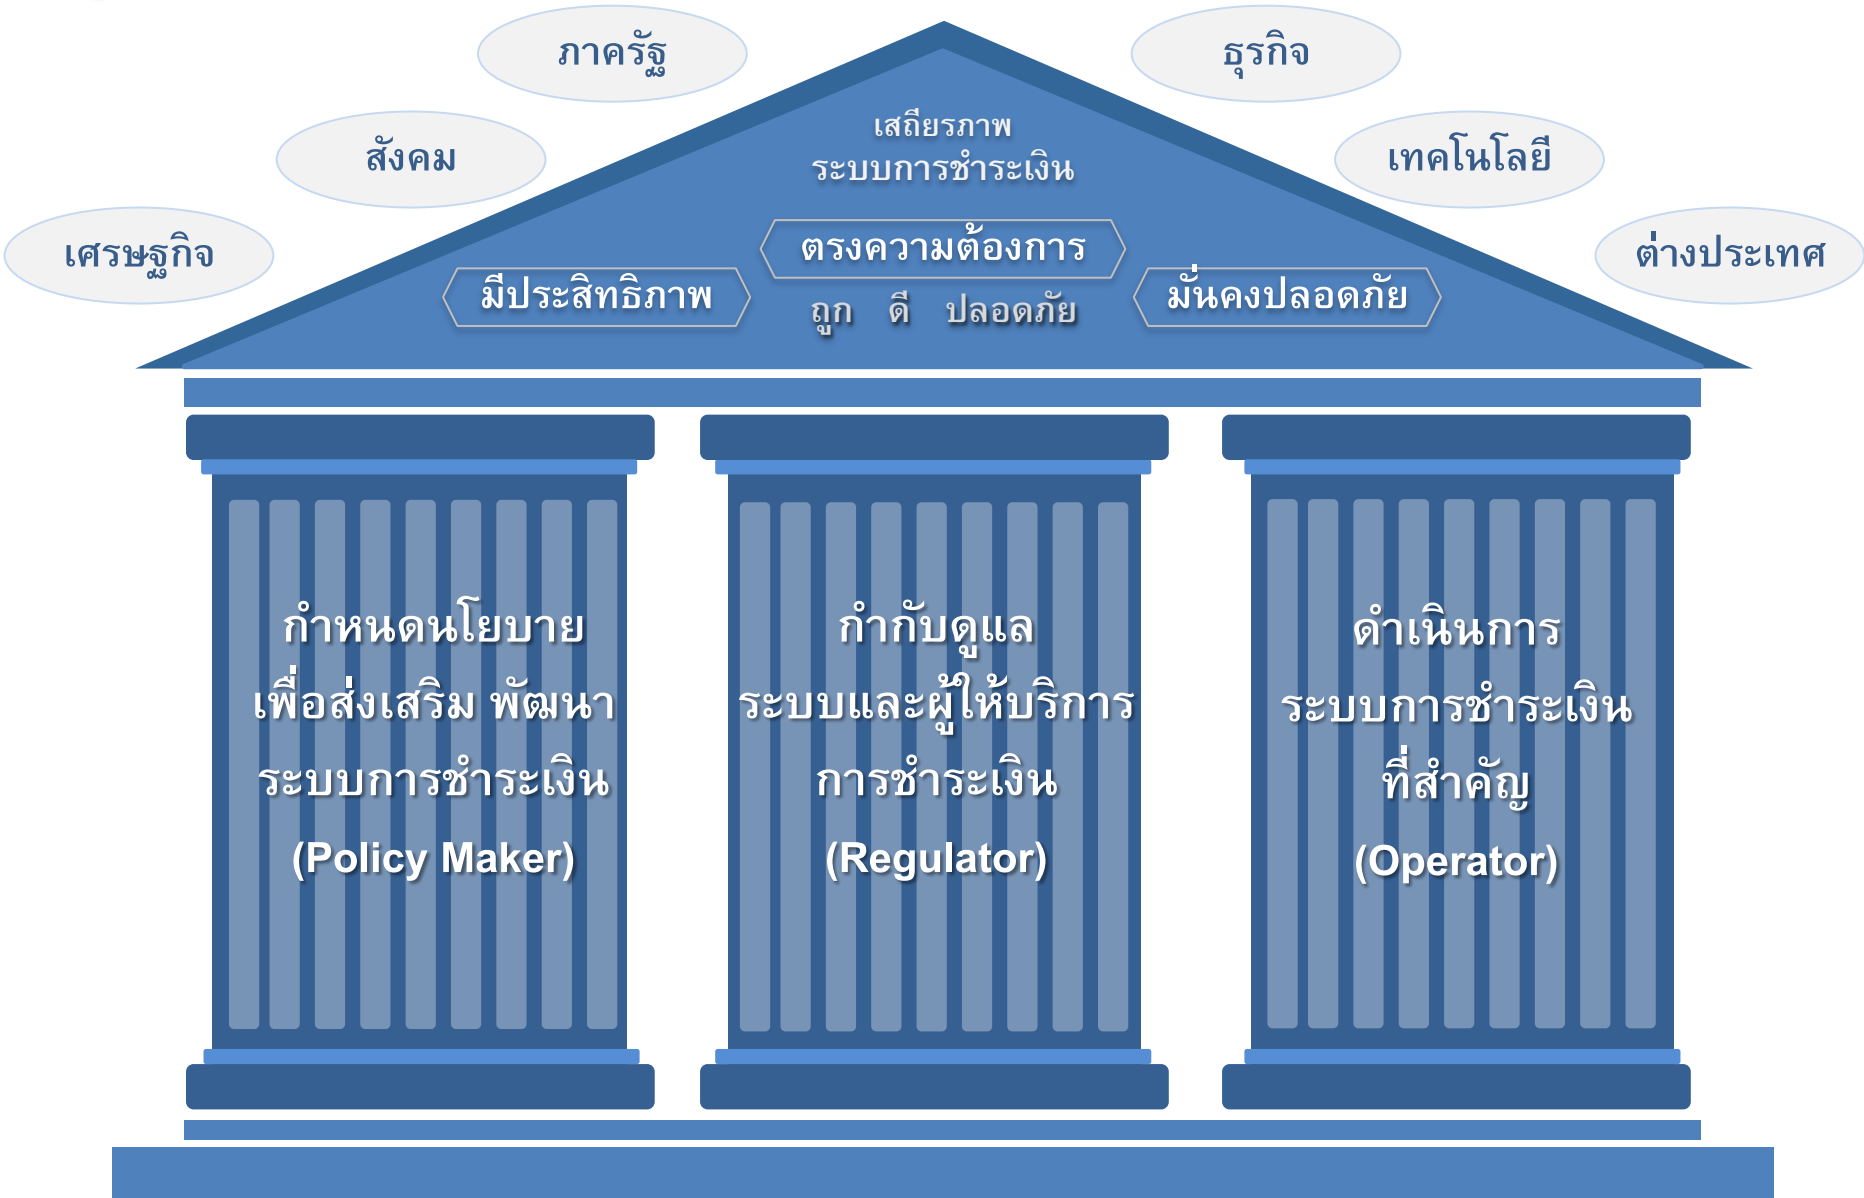 ภาครัฐ
ธุรกิจ
สังคม
เทคโนโลยี
เศรษฐกิจ
ต่างประเทศ
เสถียรภาพ
ระบบการชำระเงิน
ตรงความต้องการ
มีประสิทธิภาพ
มั่นคงปลอดภัย
ถูก ดี ปลอดภัย
กำหนดนโยบาย
เพื่อส่งเสริม พัฒนา
ระบบการชำระเงิน
(Policy Maker)
กำกับดูแล
ระบบและผู้ให้บริการ
การชำระเงิน
(Regulator)
ดำเนินการ
ระบบการชำระเงิน
ที่สำคัญ
(Operator)